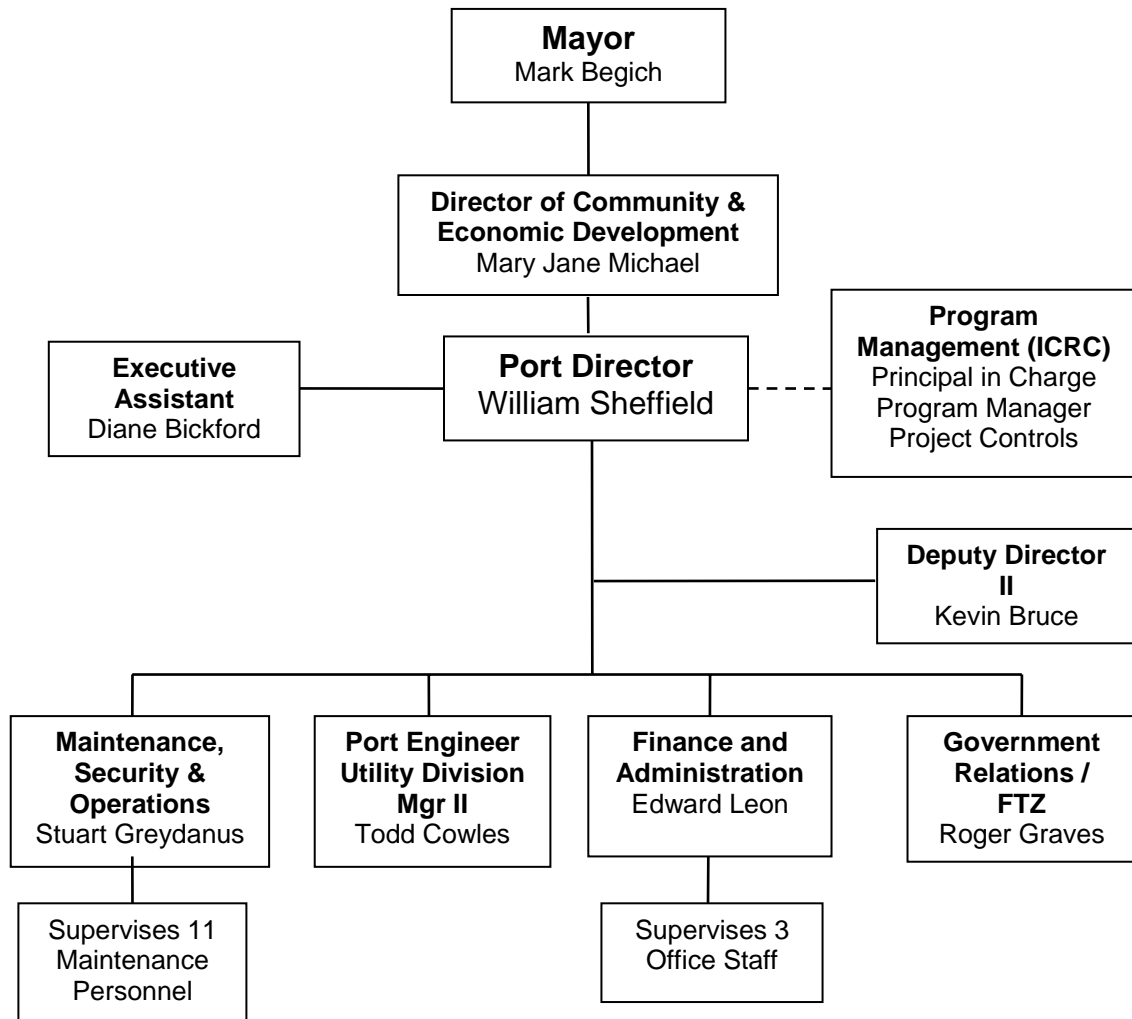 Mayor
Mark Begich
Director of Community &
Economic Development
Mary Jane Michael
Executive
Assistant
Diane Bickford
Port Director
William Sheffield
Program
Management (ICRC)
Principal in Charge
Program Manager
Project Controls
Deputy Director
II
Kevin Bruce
Maintenance,
Security &
Operations
Stuart Greydanus
Port Engineer
Utility Division
Mgr II
Todd Cowles
Finance and
Administration
Edward Leon
Government
Relations /
FTZ
Roger Graves
Supervises 11
Maintenance
Personnel
Supervises 3
Office Staff